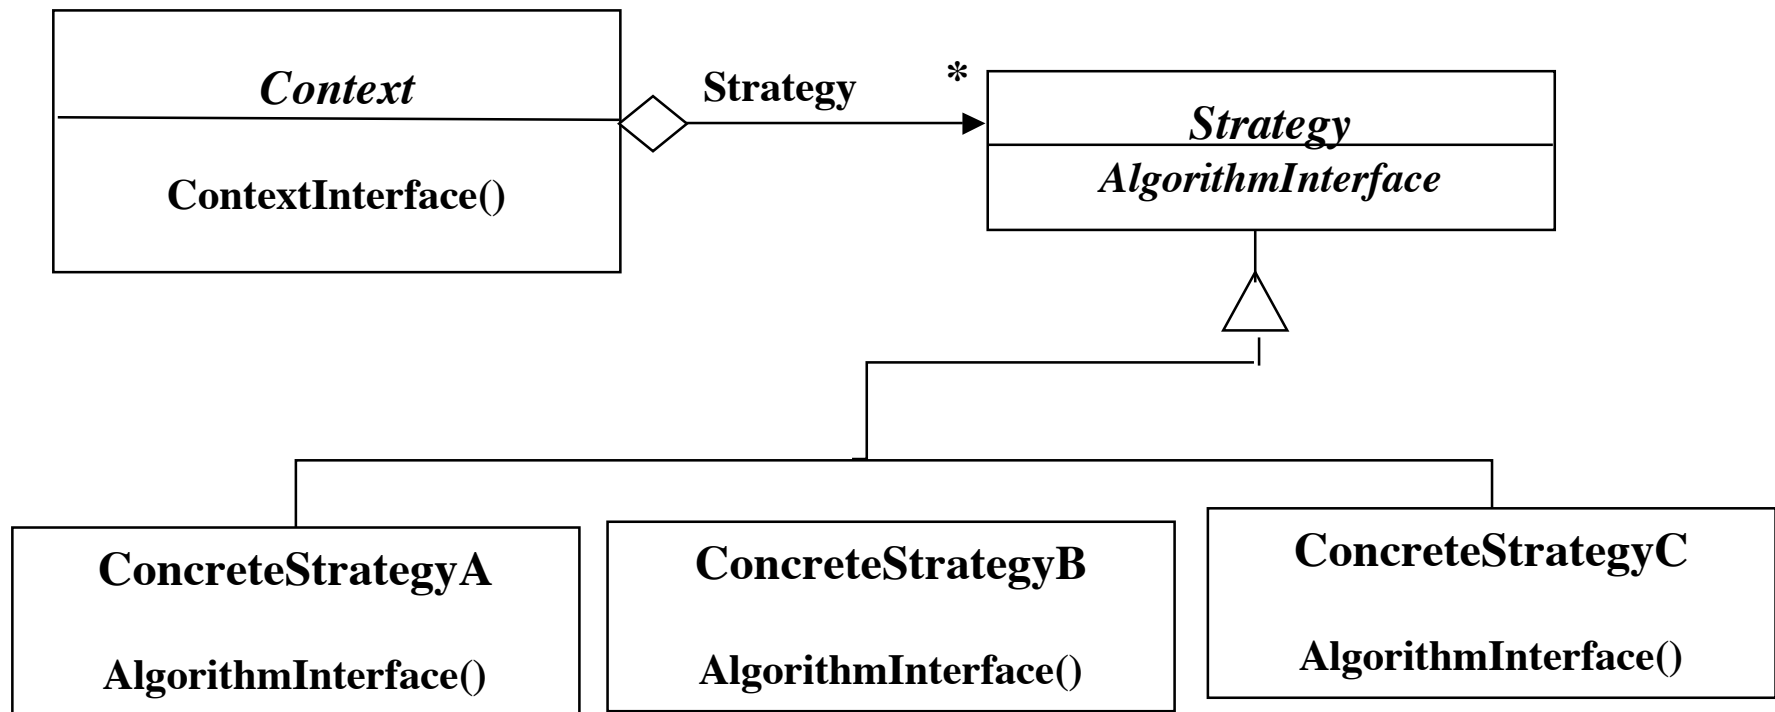 Context
ContextInterface()
Strategy
*
Strategy
AlgorithmInterface
ConcreteStrategyA
AlgorithmInterface()
ConcreteStrategyB
AlgorithmInterface()
ConcreteStrategyC
AlgorithmInterface()